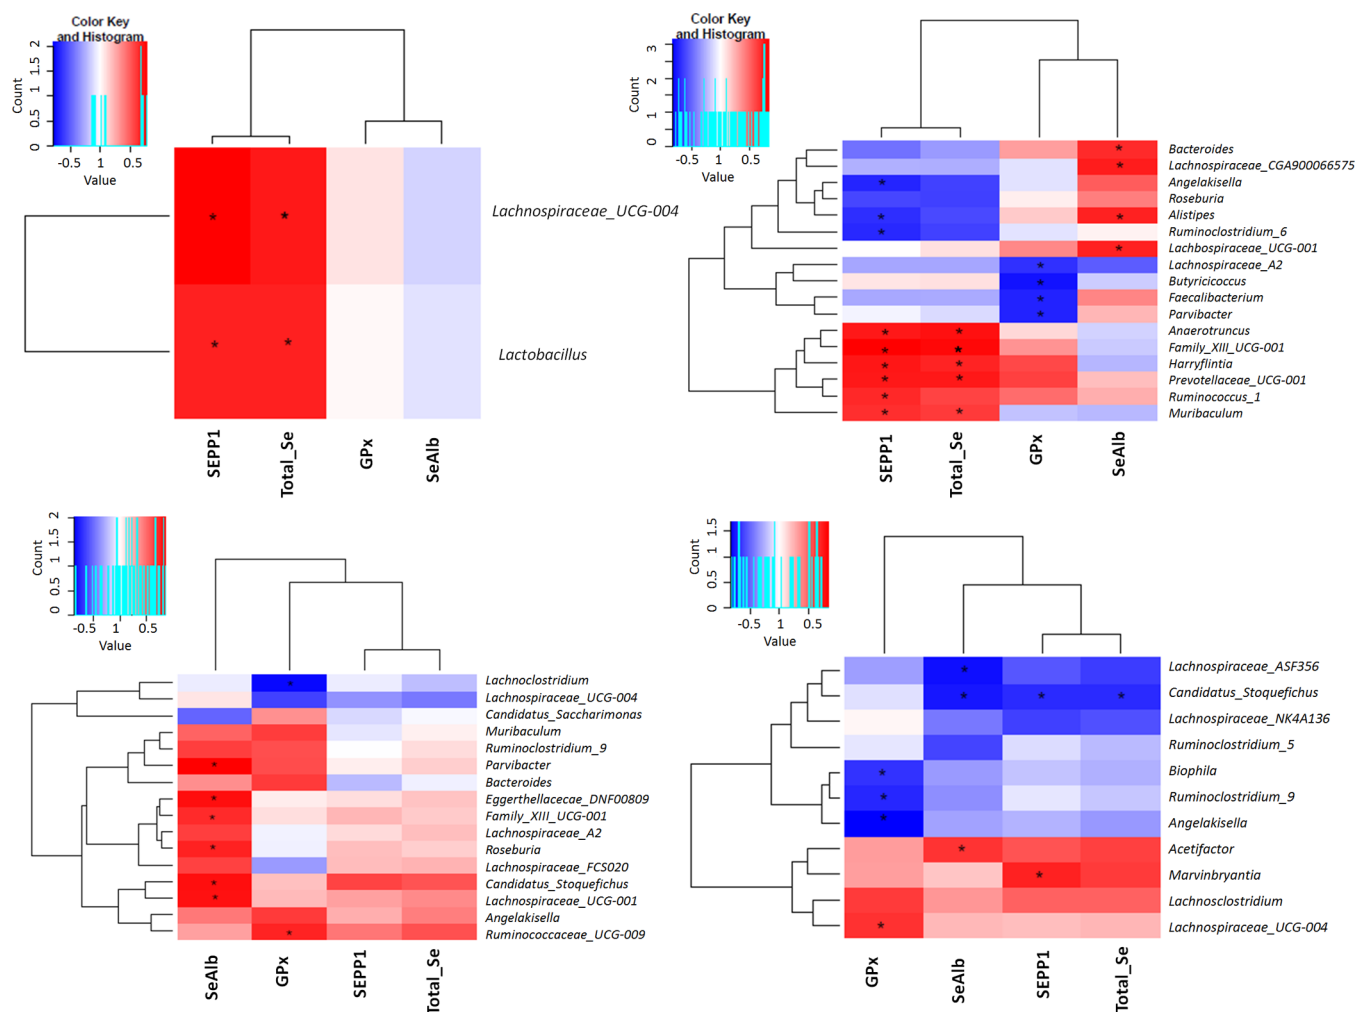 Color Key
and Histogram
Count
0 0.5 1 1.5 2
-0.5 1 0.5
Value
Lachnospiraceae_UCG-004
Lactobacillus
SEPP1 Total_Se GPx SeAlb
Color Key
and Histogram
Count
0 1 2 3
-0.5 1 0.5
Value
Bacteroides
Lachnospiraceae_CGA900066575
Angelakisella
Roseburia
Alistipes
Ruminoclostridium_6
Lachbospiraceae_UCG-001
Lachnospiraceae_A2
Butyricicoccus
Faecalibacterium
Parvibacter
Anaerotruncus
Family_XIII_UCG-001
Harryflintia
Prevotellaceae_UCG-001
Ruminococcus_1
Muribaculum
SEPP1 Total_Se GPx SeAlb
Count
0 0.5 1 1.5 2
-0.5 1 0.5
Value
Lachnoclostridium
Lachnospiraceae_UCG-004
Candidatus_Saccharimonas
Muribaculum
Ruminoclostridium_9
Parvibacter
Bacteroides
Eggerthellacecae_DNF00809
Family_XIII_UCG-001
Lachnospiraceae_A2
Roseburia
Lachnospiraceae_FCS020
Candidatus_Stoquefichus
Lachnospiraceae_UCG-001
Angelakisella
Ruminococcaceae_UCG-009
SeAlb GPx SEPP1 Total_Se
Count
0 0.5 1 1.5
-0.5 1 0.5
Value
Lachnospiraceae_ASF356
Candidatus_Stoquefichus
Lachnospiraceae_NK4A136
Ruminoclostridium_5
Biophila
Ruminoclostridium_9
Angelakisella
Acetifactor
Marvinbryantia
Lachnosclostridium
Lachnospiraceae_UCG-004
GPx SeAlb SEPP1 Total_Se